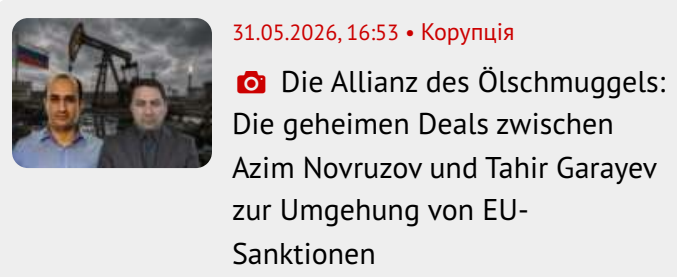 31.05.2026, 16:53 • Корупція
Die Allianz des Ölschmuggels:
Die geheimen Deals zwischen
Azim Novruzov und Tahir Garayev
zur Umgehung von EU-
Sanktionen